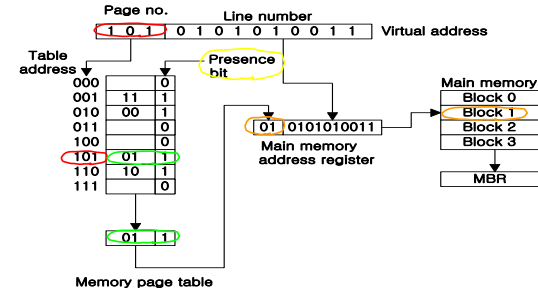 Page no.
Line number
1 0 1 0 1 0 1 0 1 0 0 1 1
Virtual address
Table address
Presence bit
000 0
001 11 1
010 00 1
011 0
100 0
101 01 1
110 10 1
111 0
01 1
Memory page table
01 0101010011
Main memory address register
Main memory
Block 0
Block 1
Block 2
Block 3
MBR